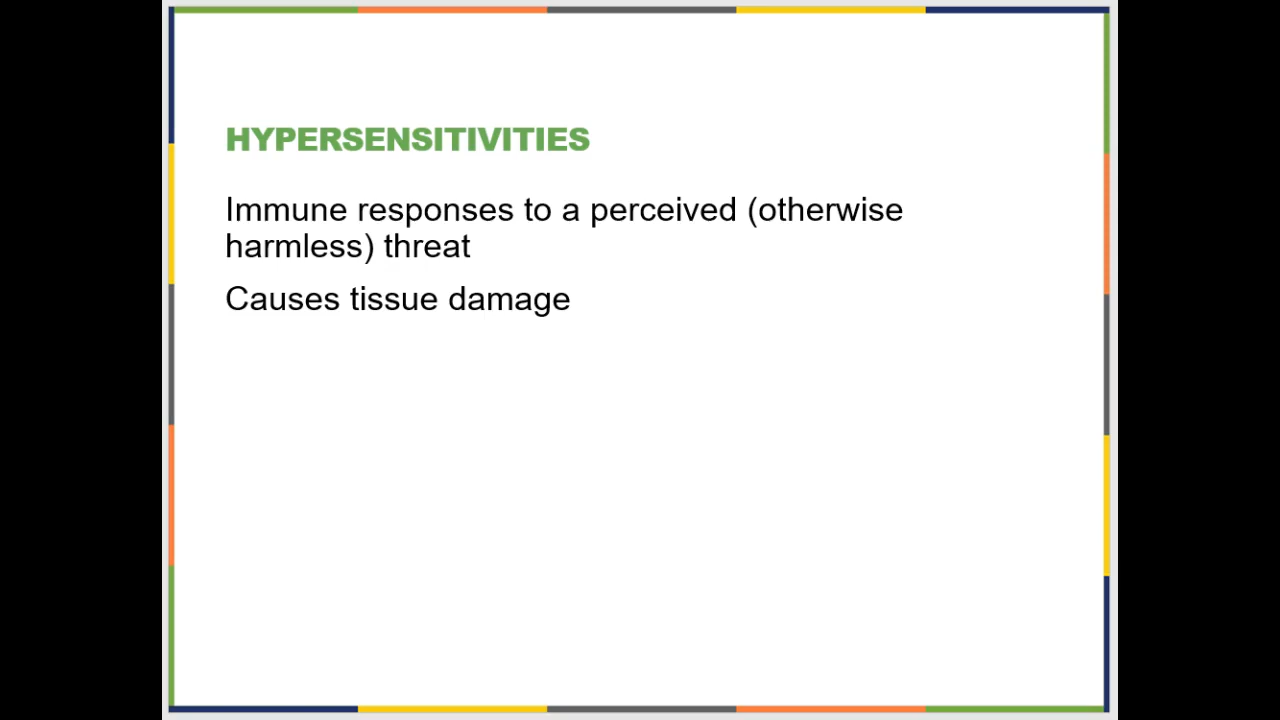 HYPERSENSITIVITIES
Immune responses to a perceived (otherwise
harmless) threat
Causes tissue damage